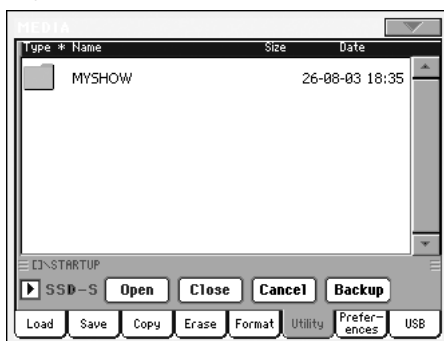 MEDIA
Type * Name Size Date
MYSHOW 26-08-03 18:35
[]\STARTUP
SSD-S Open Close Cancel Backup
Load Save Copy Erase Format Utility Prefer-ences USB